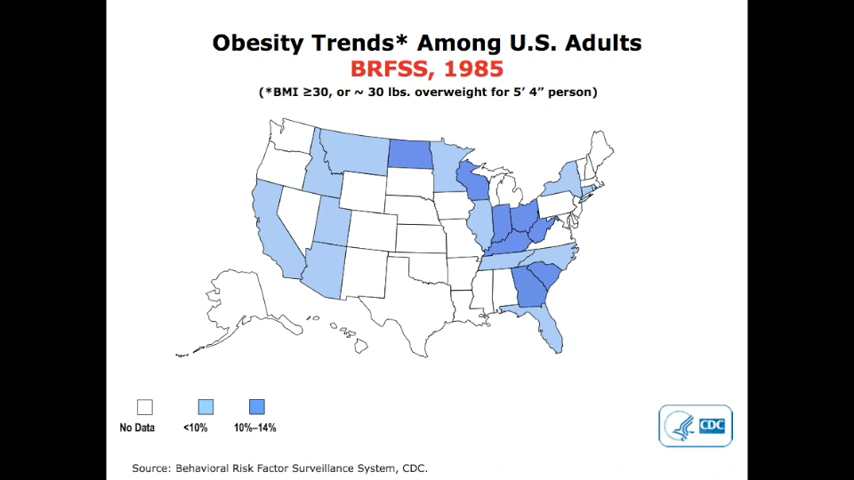 Obesity Trends* Among U.S. Adults
BRFSS, 1985
(*BMI ≥30, or ~ 30 lbs. overweight for 5’ 4” person)
No Data
<10%
10%–14%
CDC
Source: Behavioral Risk Factor Surveillance System, CDC.